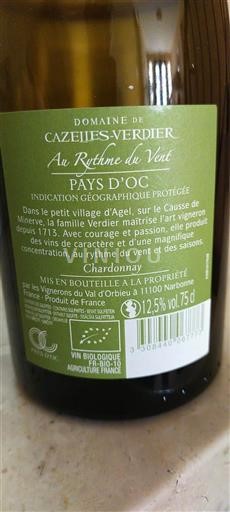 DOMAINE DE
CAZELLES-VERDIER
Au Rythme du Vent
PAYS D'OC
INDICATION GÉOGRAPHIQUE PROTÉGÉE
Dans le petit village d'Agel, sur le Causse de
Minerve, la famille Verdier maîtrise l'art vigneron
depuis 1713. Avec courage et passion, elle produit
des vins de caractère et d'une magnifique
concentration au rythme du vent et des saisons.
VINYOU
Chardonnay
MIS EN BOUTEILLE A LA PROPRIÉTÉ
par les Vignerons du Val d'Orbieu à 11100 Narbonne
France - Produit de France
12,5% vol. 75 cl
PAYS D'OC
VIN BIOLOGIQUE
FR-BIO-10
AGRICULTURE FRANCE